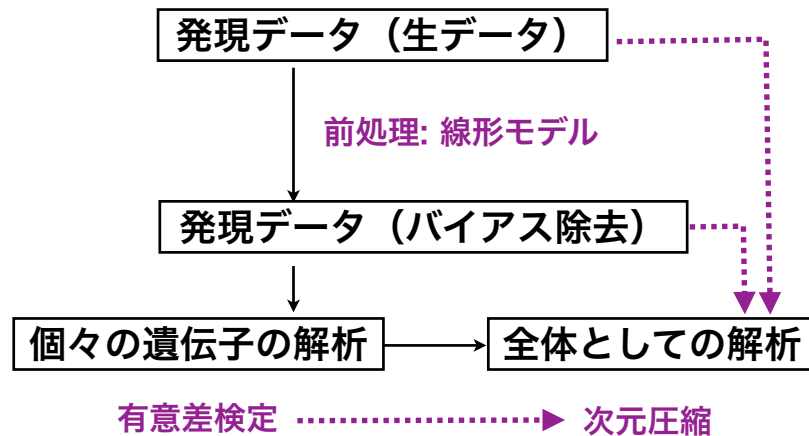 発現データ（生データ）
前処理: 線形モデル
発現データ（バイアス除去）
個々の遺伝子の解析
全体としての解析
有意差検定
次元圧縮